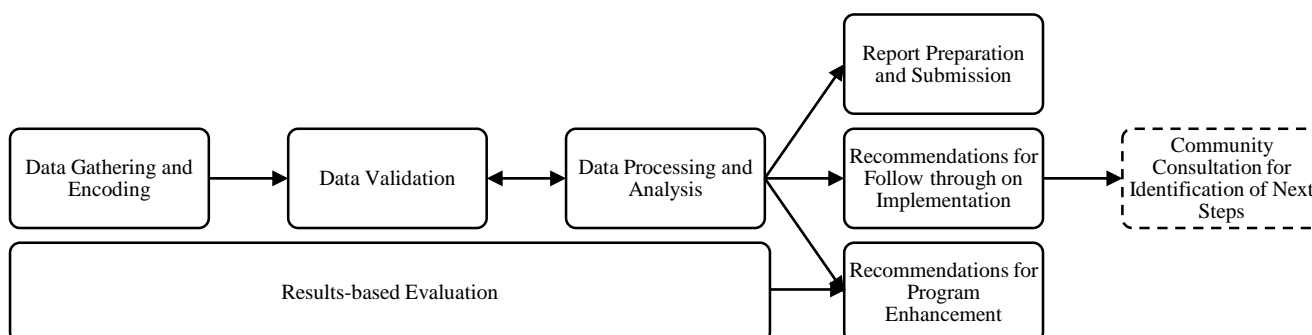 Report Preparation
and Submission
Data Gathering and
Encoding
Data Validation
Data Processing and
Analysis
Recommendations for
Follow through on
Implementation
Community
Consultation for
Identification of Next
Steps
Results-based Evaluation
Recommendations for
Program
Enhancement